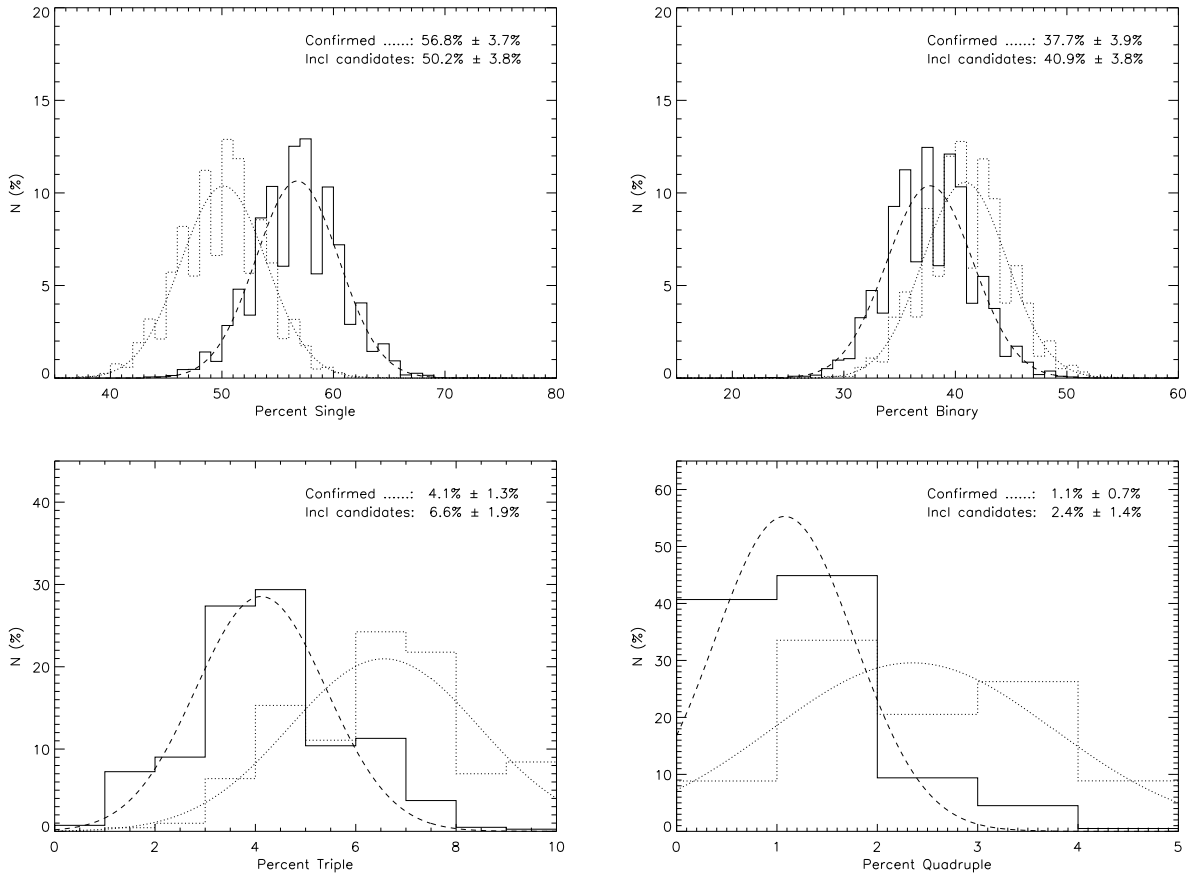 20
15
10
5
0
N (%)
Confirmed ......: 56.8% ± 3.7%
Incl candidates: 50.2% ± 3.8%
40 50 60 70 80
Percent Single
20
15
10
5
0
N (%)
Confirmed ......: 37.7% ± 3.9%
Incl candidates: 40.9% ± 3.8%
20 30 40 50 60
Percent Binary
40
30
20
10
0
N (%)
Confirmed ......: 4.1% ± 1.3%
Incl candidates: 6.6% ± 1.9%
0 2 4 6 8 10
Percent Triple
60
50
40
30
20
10
0
N (%)
Confirmed ......: 1.1% ± 0.7%
Incl candidates: 2.4% ± 1.4%
0 1 2 3 4 5
Percent Quadruple